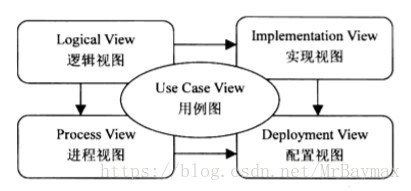 Logical View
逻辑视图
Implementation View
实现视图
Use Case View
用例图
Process View
进程视图
Deployment View
配置视图
https://blog.csdn.net/MrBaymax